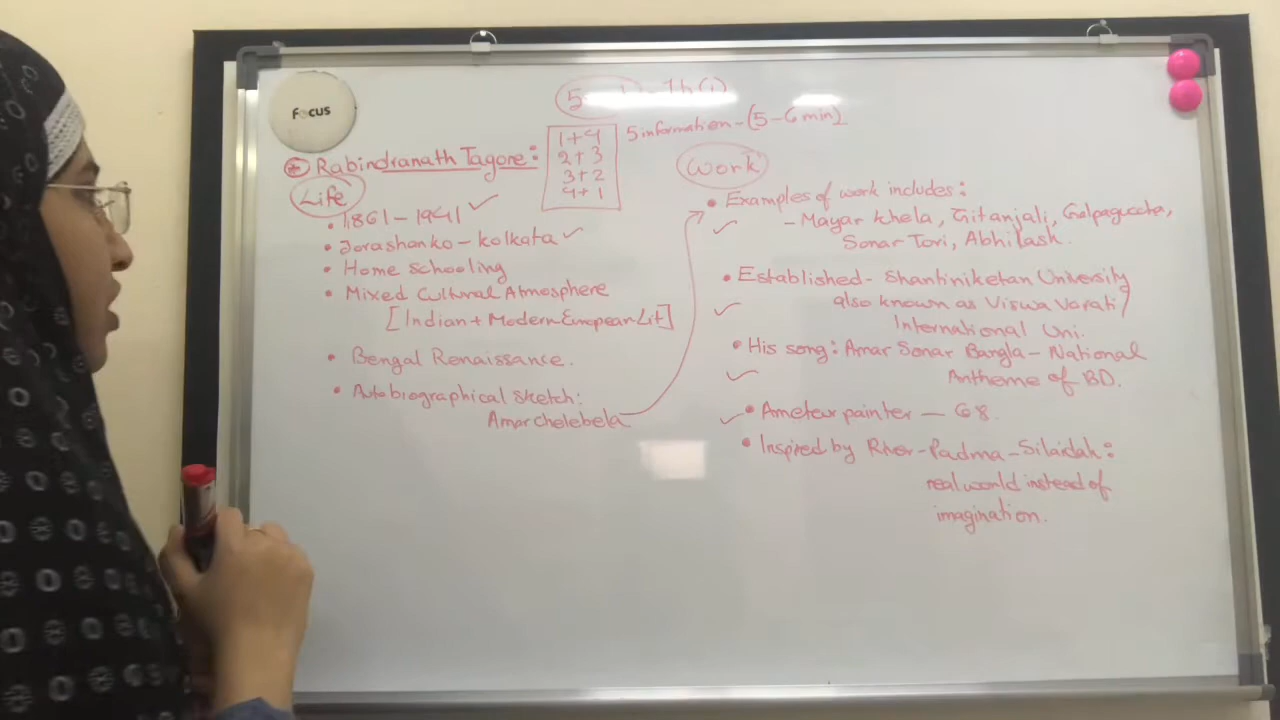 Focus
5 information - (5-6 min)
1+4
2+3
3+2
4+1
Rabindranath Tagore:
Life
• 1861 - 1941
• Jorashanko - Kolkata
• Home Schooling
• Mixed Cultural Atmosphere
[Indian + Modern European Lit]
• Bengal Renaissance.
• Autobiographical Sketch:
Amar chelebela
Work
• Examples of work includes:
- Mayar Khela, Gitanjali, Galpaguccha,
Sonar Tori, Abhilash.
• Established - Shantiniketan University
also known as Viswa Varati/
International Uni.
• His song: Amar Sonar Bangla - National
Antheme of BD.
• Ameteur painter — 68.
• Inspired by River - Padma - Silaidah:
real world instead of
imagination.